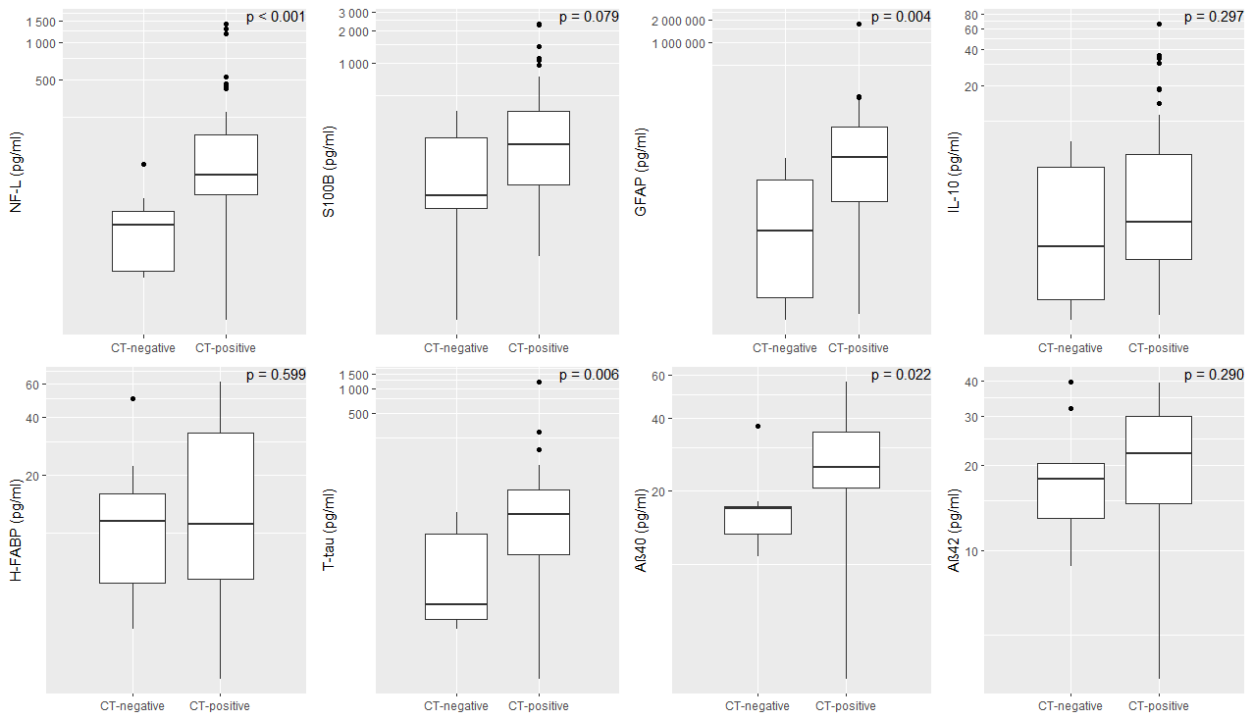 NF-L (pg/ml)
1 500
1 000
500
p < 0.001
CT-negative
CT-positive
S100B (pg/ml)
3 000
2 000
1 000
p = 0.079
CT-negative
CT-positive
GFAP (pg/ml)
2 000 000
1 000 000
p = 0.004
CT-negative
CT-positive
IL-10 (pg/ml)
80
60
40
20
p = 0.297
CT-negative
CT-positive
H-FABP (pg/ml)
60
40
20
p = 0.599
CT-negative
CT-positive
T-tau (pg/ml)
1 500
1 000
500
p = 0.006
CT-negative
CT-positive
Aß40 (pg/ml)
60
20
p = 0.022
CT-negative
CT-positive
Aß42 (pg/ml)
40
30
20
10
p = 0.290
CT-negative
CT-positive